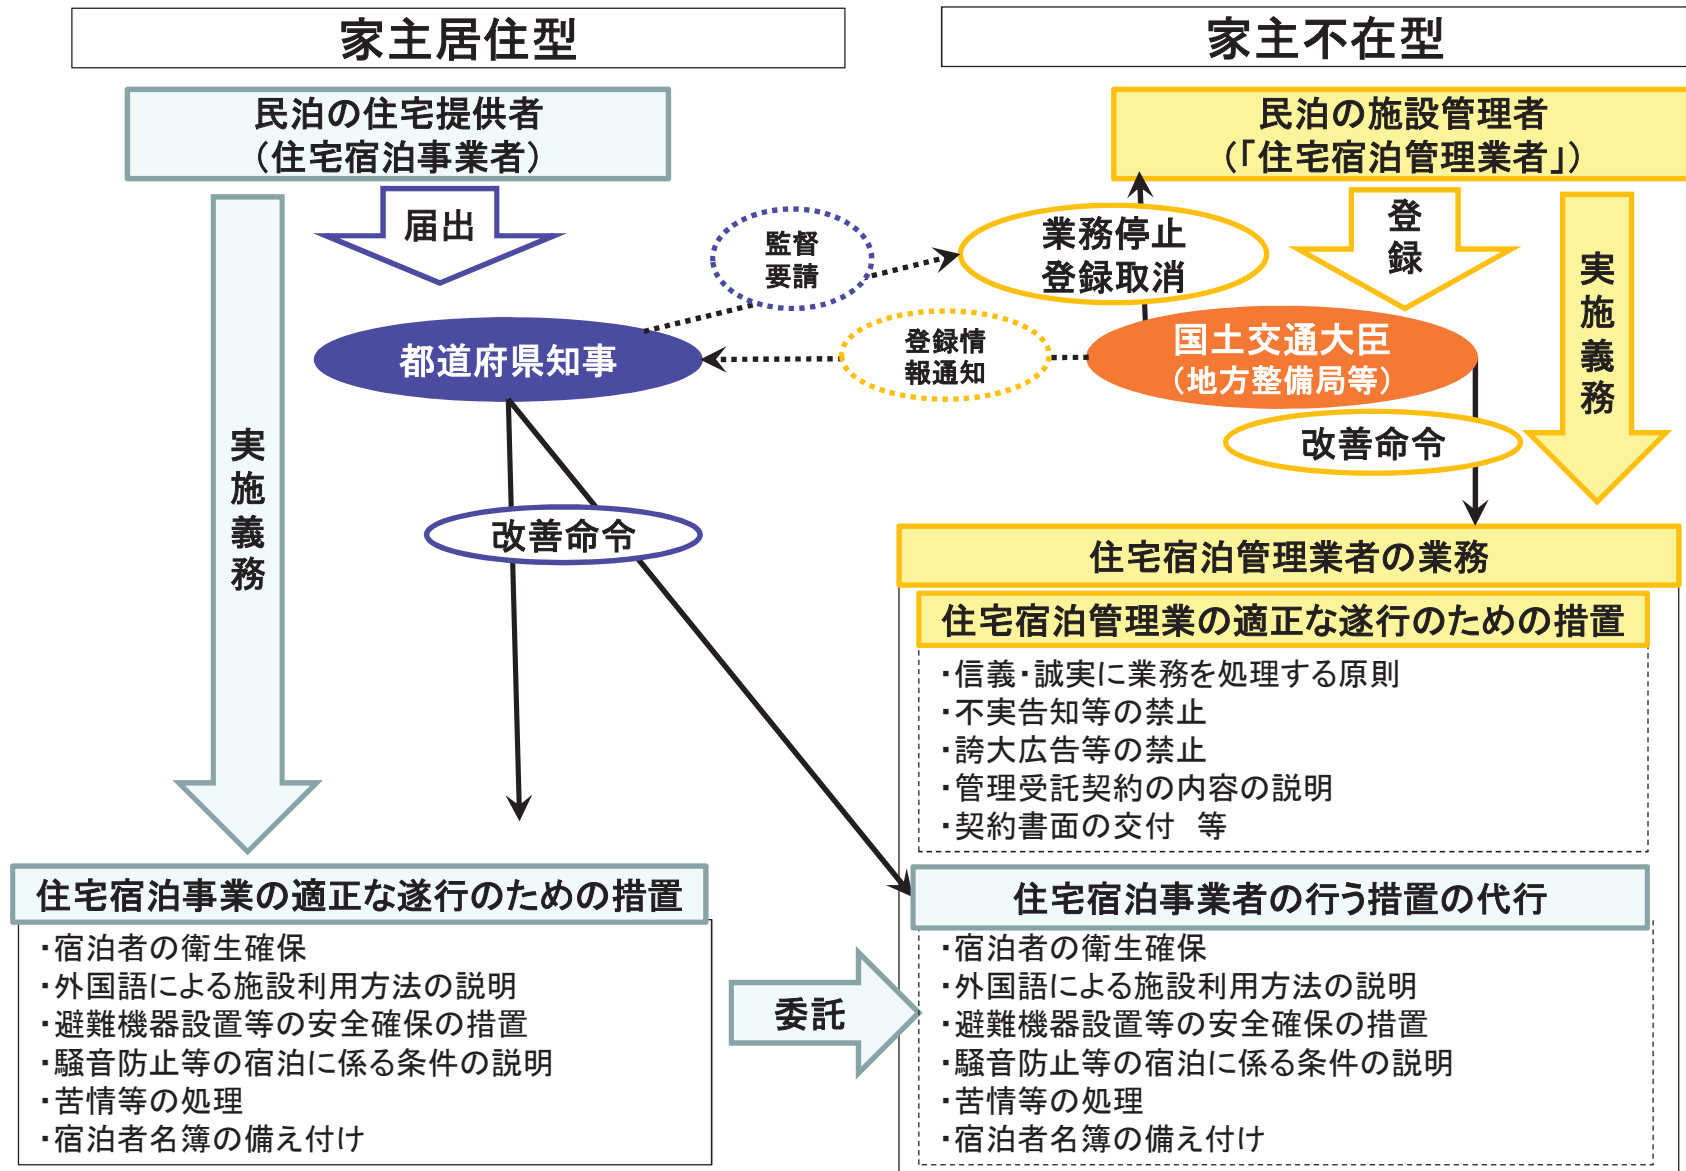 家主居住型
民泊の住宅提供者
(住宅宿泊事業者)
届出
実施義務
都道府県知事
改善命令
監督
要請
登録情
報通知
家主不在型
民泊の施設管理者
(「住宅宿泊管理業者」)
業務停止
登録取消
登録
実施義務
国土交通大臣
(地方整備局等)
改善命令
住宅宿泊管理業者の業務
住宅宿泊管理業の適正な遂行のための措置
・信義・誠実に業務を処理する原則
・不実告知等の禁止
・誇大広告等の禁止
・管理受託契約の内容の説明
・契約書面の交付　等
住宅宿泊事業の適正な遂行のための措置
・宿泊者の衛生確保
・外国語による施設利用方法の説明
・避難機器設置等の安全確保の措置
・騒音防止等の宿泊に係る条件の説明
・苦情等の処理
・宿泊者名簿の備え付け
委託
住宅宿泊事業者の行う措置の代行
・宿泊者の衛生確保
・外国語による施設利用方法の説明
・避難機器設置等の安全確保の措置
・騒音防止等の宿泊に係る条件の説明
・苦情等の処理
・宿泊者名簿の備え付け